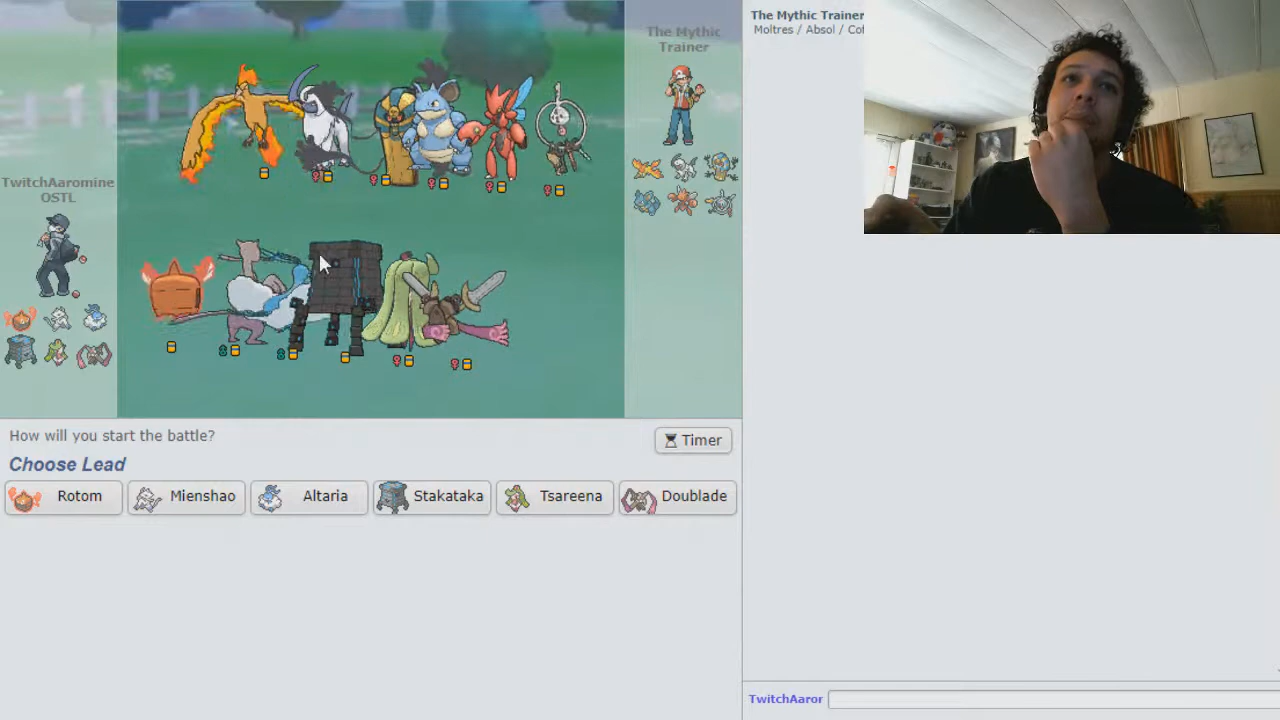 The Mythic Trainer
Moltres / Absol / Cof
The Mythic
Trainer
TwitchAaromine
OSTL
How will you start the battle?
Timer
Choose Lead
Rotom
Mienshao
Altaria
Stakataka
Tsareena
Doublade
TwitchAaror